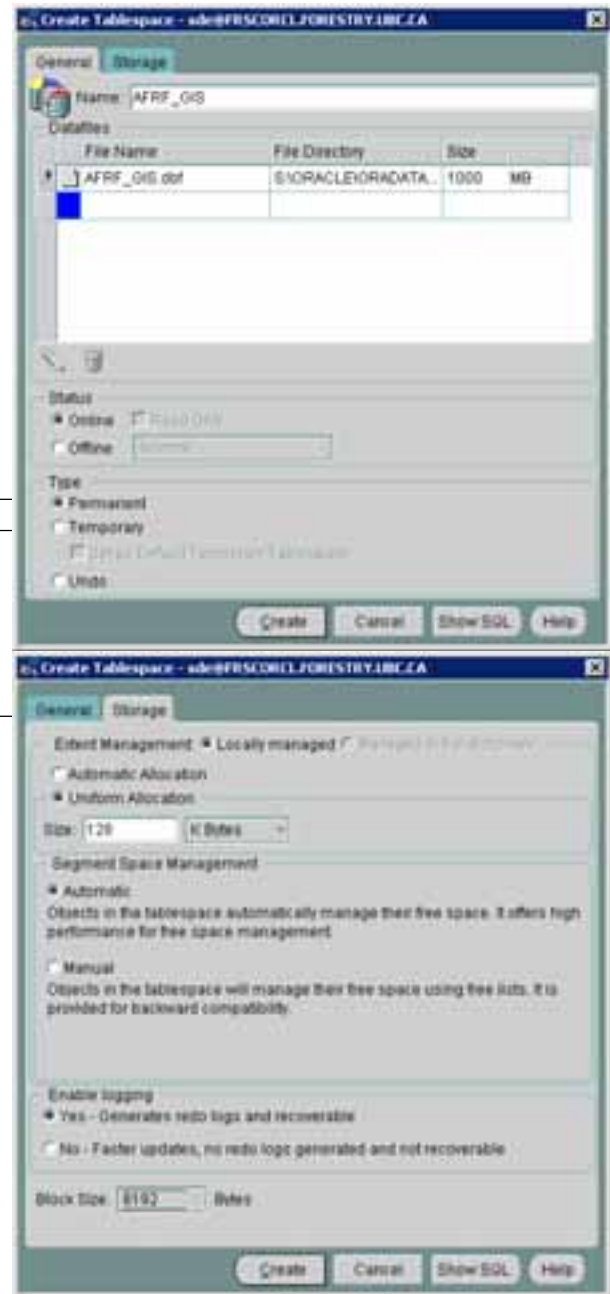 Create Tablespace - sde@FRSCORCL.FORESTRY.UBC.CA
General Storage
Name: AFRF_GIS
Datafiles
File Name File Directory Size
AFRF_GIS.dbf S:\ORACLE\ORADATA... 1000 MB
Status
Online Read Only
Offline Normal
Type
Permanent
Temporary
Undo
Create Cancel Show SQL Help
Create Tablespace - sde@FRSCORCL.FORESTRY.UBC.CA
General Storage
Extent Management Locally managed
Automatic Allocation
Uniform Allocation
Size: 128 K Bytes
Segment Space Management
Automatic
Objects in the tablespace automatically manage their free space. It offers high
performance for free space management
Manual
Objects in the tablespace will manage their free space using free lists. It is
provided for backward compatibility.
Enable logging
Yes - Generates redo logs and recoverable
No - Faster updates, no redo logs generated and not recoverable
Block Size: 8192 Bytes
Create Cancel Show SQL Help